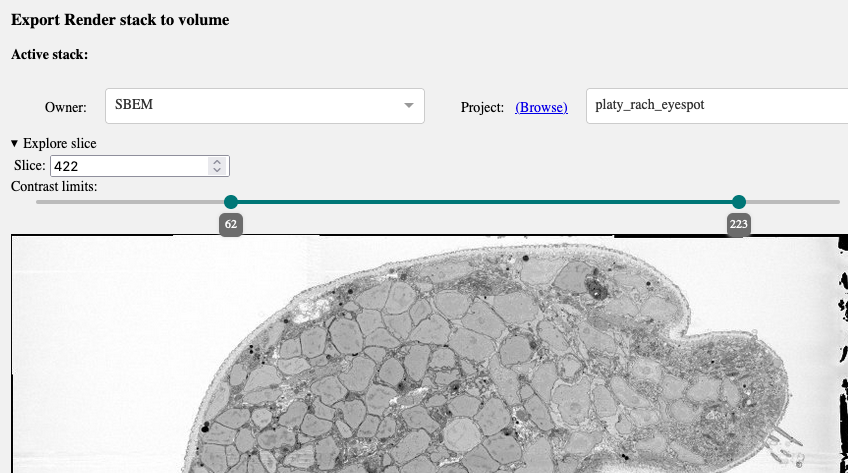 Export Render stack to volume
Active stack:
Owner: SBEM Project: (Browse) platy_rach_eyespot
▼ Explore slice
Slice: 422
Contrast limits:
62 223